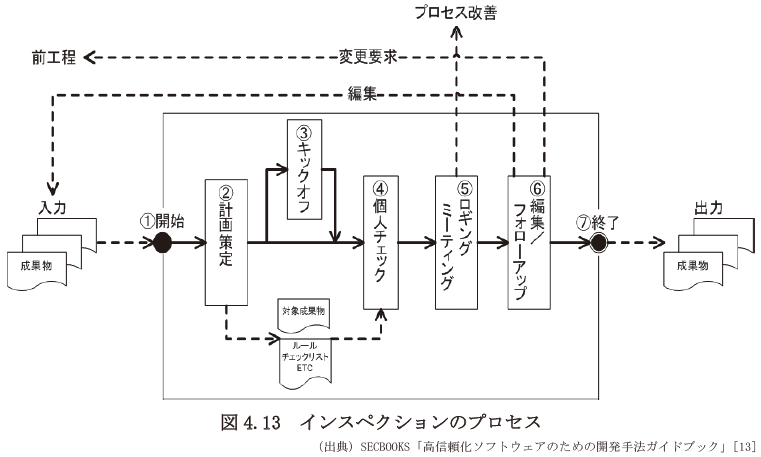 プロセス改善
前工程
変更要求
編集
③キックオフ
入力
①開始
②計画策定
④個人チェック
⑤ロギング
ミーティング
⑥編集/
フォローアップ
⑦終了
出力
成果物
対象成果物
ルール
チェックリスト
ETC
成果物
図 4.13 インスペクションのプロセス
(出典) SECBOOKS「高信頼化ソフトウェアのための開発手法ガイドブック」[13]